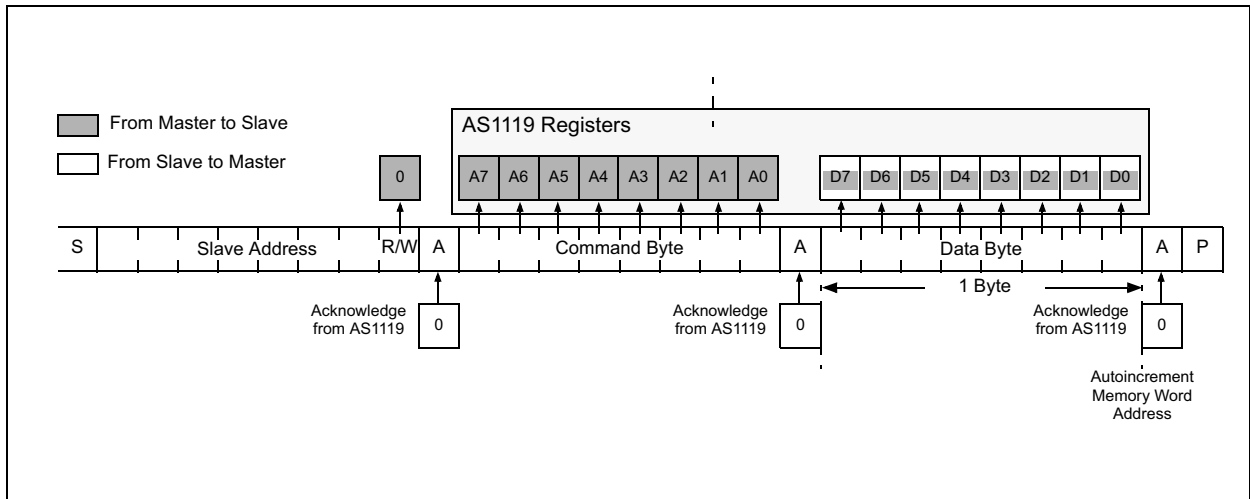 From Master to Slave
From Slave to Master
AS1119 Registers
0 A7 A6 A5 A4 A3 A2 A1 A0 D7 D6 D5 D4 D3 D2 D1 D0
S Slave Address R/W A Command Byte A Data Byte A P
1 Byte
Acknowledge
from AS1119
0
Acknowledge
from AS1119
0
Acknowledge
from AS1119
0
Autoincrement
Memory Word
Address